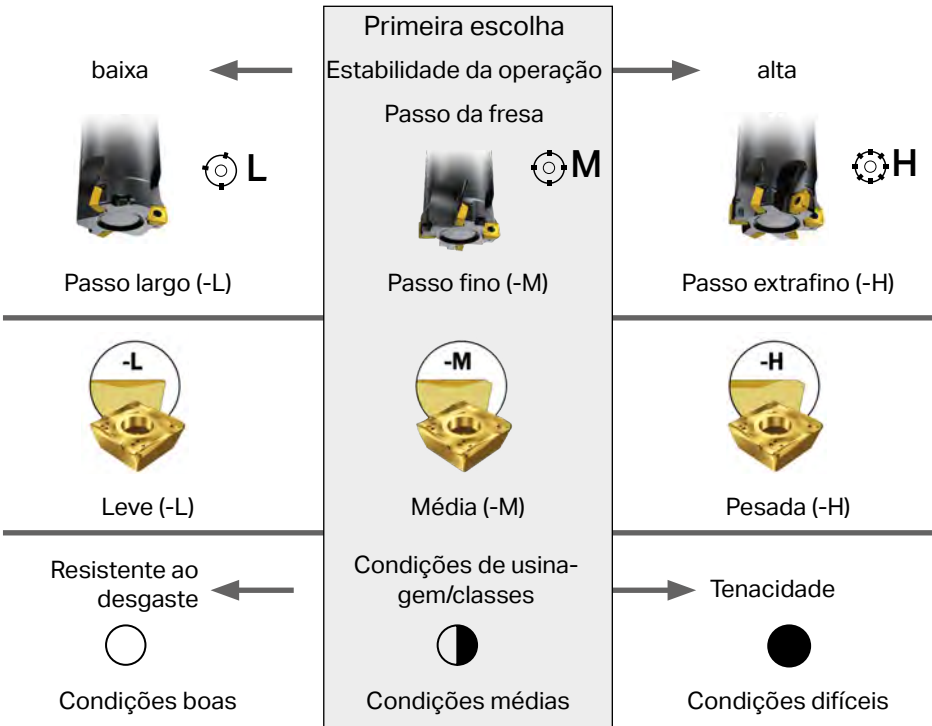 Primeira escolha
baixa
Estabilidade da operação
alta
Passo da fresa
L
M
H
Passo largo (-L)
Passo fino (-M)
Passo extrafino (-H)
-L
-M
-H
Leve (-L)
Média (-M)
Pesada (-H)
Resistente ao
desgaste
Condições de usina-
gem/classes
Tenacidade
Condições boas
Condições médias
Condições difíceis